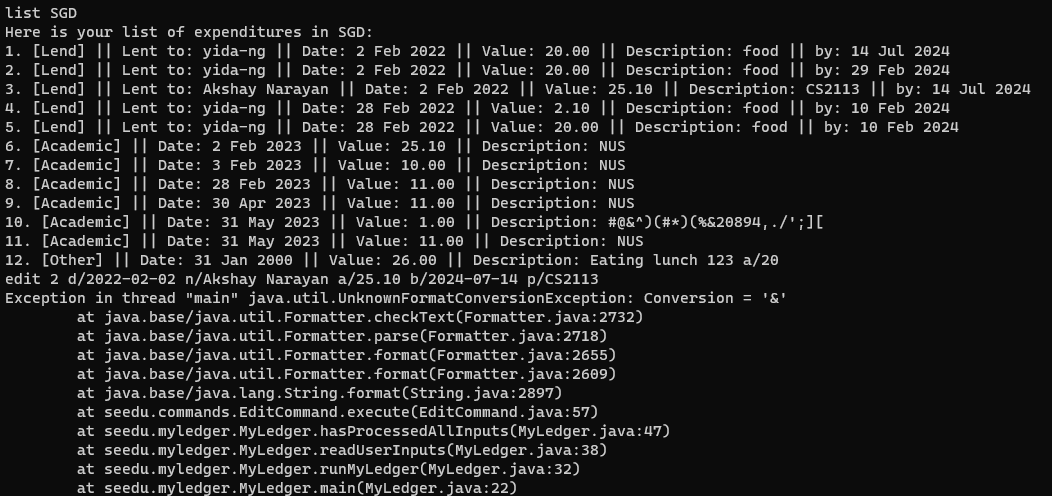 list SGD
Here is your list of expenditures in SGD:
1. [Lend] || Lent to: yida-ng || Date: 2 Feb 2022 || Value: 20.00 || Description: food || by: 14 Jul 2024
2. [Lend] || Lent to: yida-ng || Date: 2 Feb 2022 || Value: 20.00 || Description: food || by: 29 Feb 2024
3. [Lend] || Lent to: Akshay Narayan || Date: 2 Feb 2022 || Value: 25.10 || Description: CS2113 || by: 14 Jul 2024
4. [Lend] || Lent to: yida-ng || Date: 28 Feb 2022 || Value: 2.10 || Description: food || by: 10 Feb 2024
5. [Lend] || Lent to: yida-ng || Date: 28 Feb 2022 || Value: 20.00 || Description: food || by: 10 Feb 2024
6. [Academic] || Date: 2 Feb 2023 || Value: 25.10 || Description: NUS
7. [Academic] || Date: 3 Feb 2023 || Value: 10.00 || Description: NUS
8. [Academic] || Date: 28 Feb 2023 || Value: 11.00 || Description: NUS
9. [Academic] || Date: 30 Apr 2023 || Value: 11.00 || Description: NUS
10. [Academic] || Date: 31 May 2023 || Value: 1.00 || Description: #@&^)(#*)(%&20894,./';][
11. [Academic] || Date: 31 May 2023 || Value: 11.00 || Description: NUS
12. [Other] || Date: 31 Jan 2000 || Value: 26.00 || Description: Eating lunch 123 a/20
edit 2 d/2022-02-02 n/Akshay Narayan a/25.10 b/2024-07-14 p/CS2113
Exception in thread "main" java.util.UnknownFormatConversionException: Conversion = '&'
        at java.base/java.util.Formatter.checkText(Formatter.java:2732)
        at java.base/java.util.Formatter.parse(Formatter.java:2718)
        at java.base/java.util.Formatter.format(Formatter.java:2655)
        at java.base/java.util.Formatter.format(Formatter.java:2609)
        at java.base/java.lang.String.format(String.java:2897)
        at seedu.commands.EditCommand.execute(EditCommand.java:57)
        at seedu.myledger.MyLedger.hasProcessedAllInputs(MyLedger.java:47)
        at seedu.myledger.MyLedger.readUserInputs(MyLedger.java:38)
        at seedu.myledger.MyLedger.runMyLedger(MyLedger.java:32)
        at seedu.myledger.MyLedger.main(MyLedger.java:22)